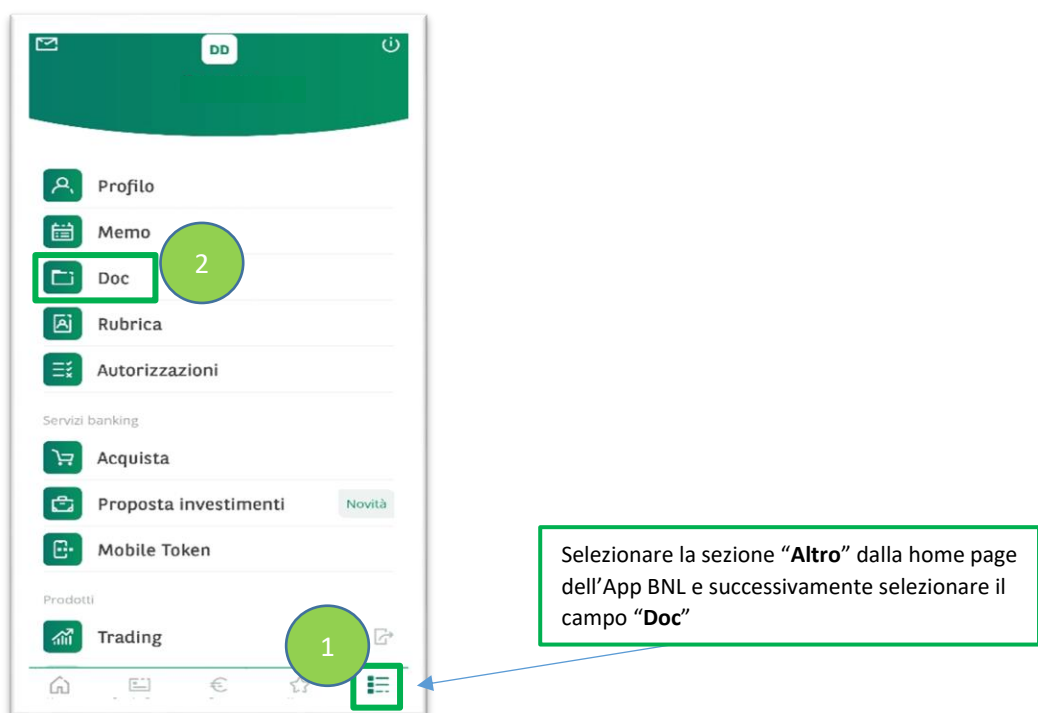 DD
Profilo
Memo
2
Doc
Rubrica
Autorizzazioni
Servizi banking
Acquista
Proposta investimenti Novità
Mobile Token
Prodotti
Trading
1
Selezionare la sezione “Altro” dalla home page
dell’App BNL e successivamente selezionare il
campo “Doc”